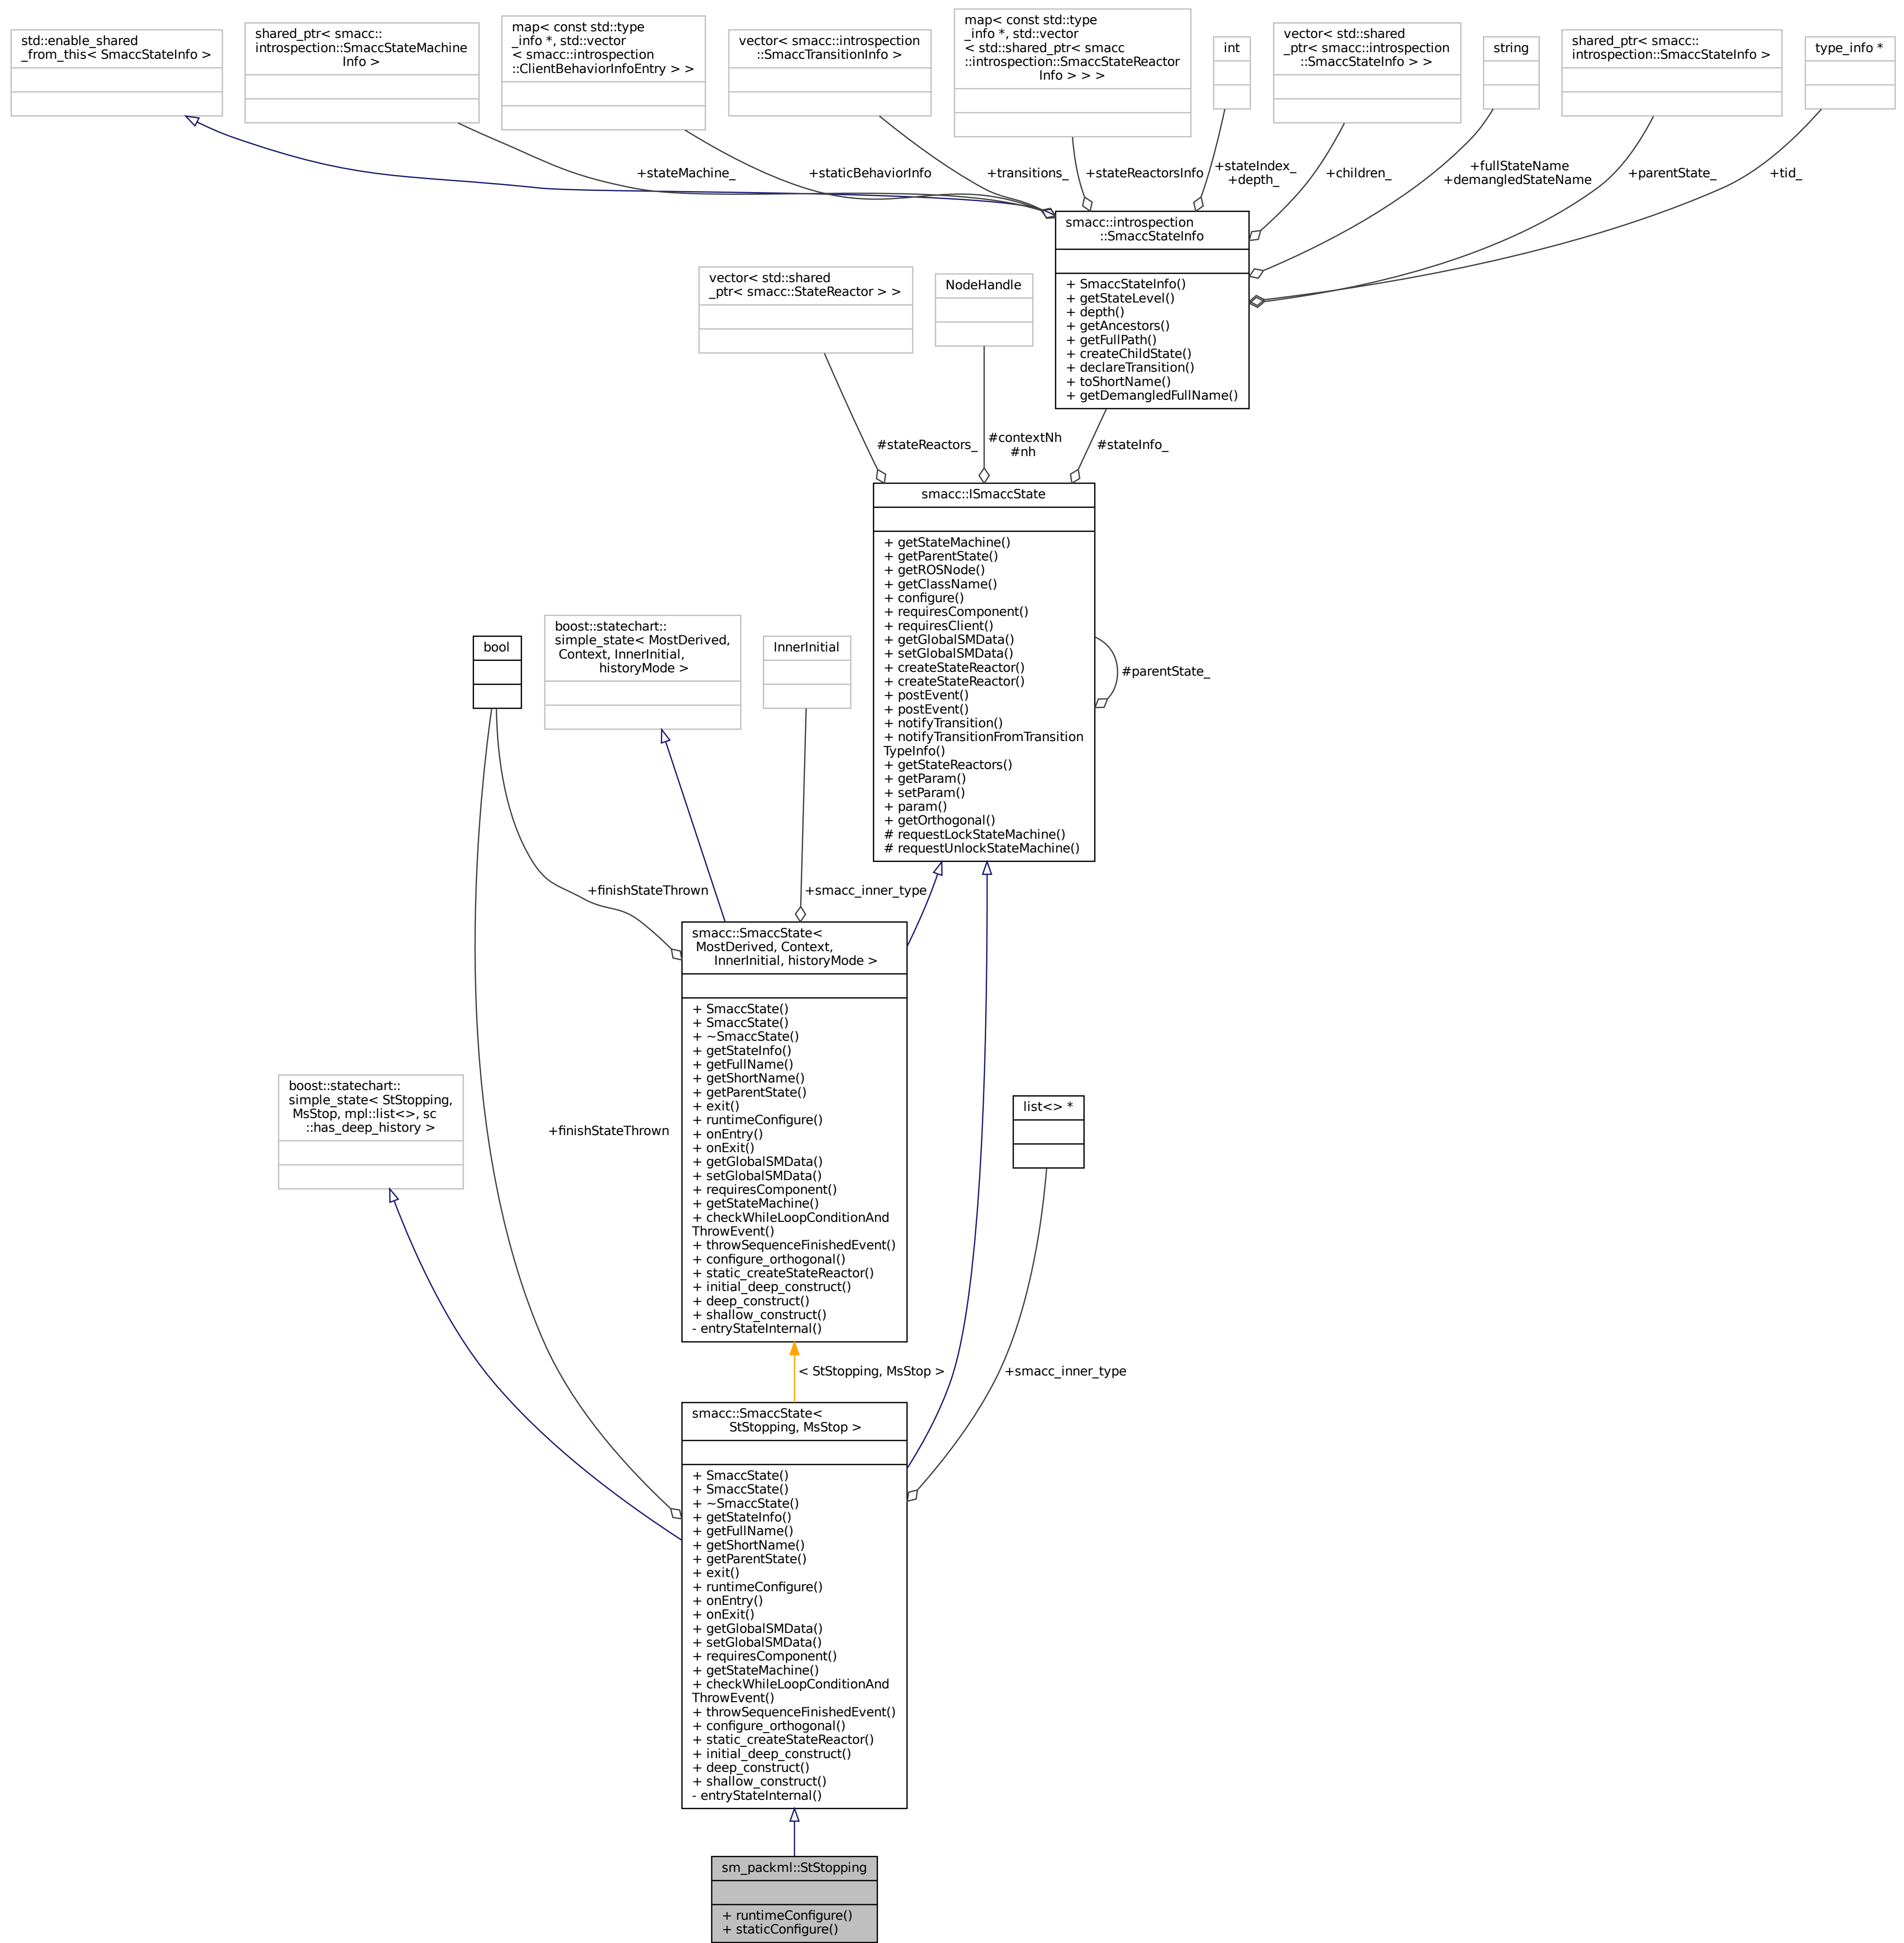 std::enable_shared
_from_this< SmaccStateInfo >
shared_ptr< smacc::
introspection::SmaccStateMachine
Info >
map< const std::type
_info *, std::vector
< smacc::introspection
::ClientBehaviorInfoEntry > >
vector< smacc::introspection
::SmaccTransitionInfo >
map< const std::type
_info *, std::vector
< std::shared_ptr< smacc
::introspection::SmaccStateReactor
Info > > >
int
vector< std::shared
_ptr< smacc::introspection
::SmaccStateInfo > >
string
shared_ptr< smacc::
introspection::SmaccStateInfo >
type_info *
+stateMachine_
+staticBehaviorInfo
+transitions_
+stateReactorsInfo
+stateIndex_
+depth_
+children_
+fullStateName
+demangledStateName
+parentState_
+tid_
smacc::introspection
::SmaccStateInfo
+ SmaccStateInfo()
+ getStateLevel()
+ depth()
+ getAncestors()
+ getFullPath()
+ createChildState()
+ declareTransition()
+ toShortName()
+ getDemangledFullName()
vector< std::shared
_ptr< smacc::StateReactor > >
NodeHandle
#stateReactors_
#contextNh
#nh
#stateInfo_
smacc::ISmaccState
+ getStateMachine()
+ getParentState()
+ getROSNode()
+ getClassName()
+ configure()
+ requiresComponent()
+ requiresClient()
+ getGlobalSMData()
+ setGlobalSMData()
+ createStateReactor()
+ createStateReactor()
+ postEvent()
+ postEvent()
+ notifyTransition()
+ notifyTransitionFromTransition
TypeInfo()
+ getStateReactors()
+ getParam()
+ setParam()
+ param()
+ getOrthogonal()
# requestLockStateMachine()
# requestUnlockStateMachine()
#parentState_
bool
boost::statechart::
simple_state< MostDerived,
Context, InnerInitial,
historyMode >
InnerInitial
+finishStateThrown
+smacc_inner_type
smacc::SmaccState<
MostDerived, Context,
InnerInitial, historyMode >
+ SmaccState()
+ SmaccState()
+ ~SmaccState()
+ getStateInfo()
+ getFullName()
+ getShortName()
+ getParentState()
+ exit()
+ runtimeConfigure()
+ onEntry()
+ onExit()
+ getGlobalSMData()
+ setGlobalSMData()
+ requiresComponent()
+ getStateMachine()
+ checkWhileLoopConditionAnd
ThrowEvent()
+ throwSequenceFinishedEvent()
+ configure_orthogonal()
+ static_createStateReactor()
+ initial_deep_construct()
+ deep_construct()
+ shallow_construct()
- entryStateInternal()
boost::statechart::
simple_state< StStopping,
MsStop, mpl::list<>, sc
::has_deep_history >
+finishStateThrown
list<> *
< StStopping, MsStop >
+smacc_inner_type
smacc::SmaccState<
StStopping, MsStop >
+ SmaccState()
+ SmaccState()
+ ~SmaccState()
+ getStateInfo()
+ getFullName()
+ getShortName()
+ getParentState()
+ exit()
+ runtimeConfigure()
+ onEntry()
+ onExit()
+ getGlobalSMData()
+ setGlobalSMData()
+ requiresComponent()
+ getStateMachine()
+ checkWhileLoopConditionAnd
ThrowEvent()
+ throwSequenceFinishedEvent()
+ configure_orthogonal()
+ static_createStateReactor()
+ initial_deep_construct()
+ deep_construct()
+ shallow_construct()
- entryStateInternal()
sm_packml::StStopping
+ runtimeConfigure()
+ staticConfigure()